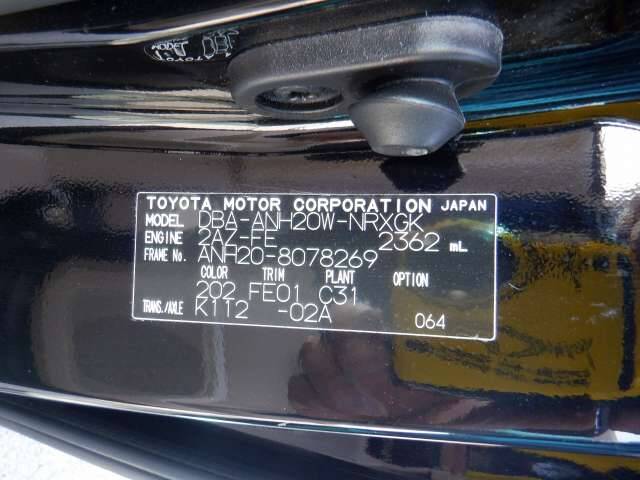 TOYOTA MOTOR CORPORATION JAPAN
MODEL DBA-ANH20W-NRXGK
ENGINE 2AZ-FE 2362 mL
FRAME No. ANH20-8078269
COLOR TRIM PLANT OPTION
202 FE01 C31
TRANS./AXLE K112 -02A 064